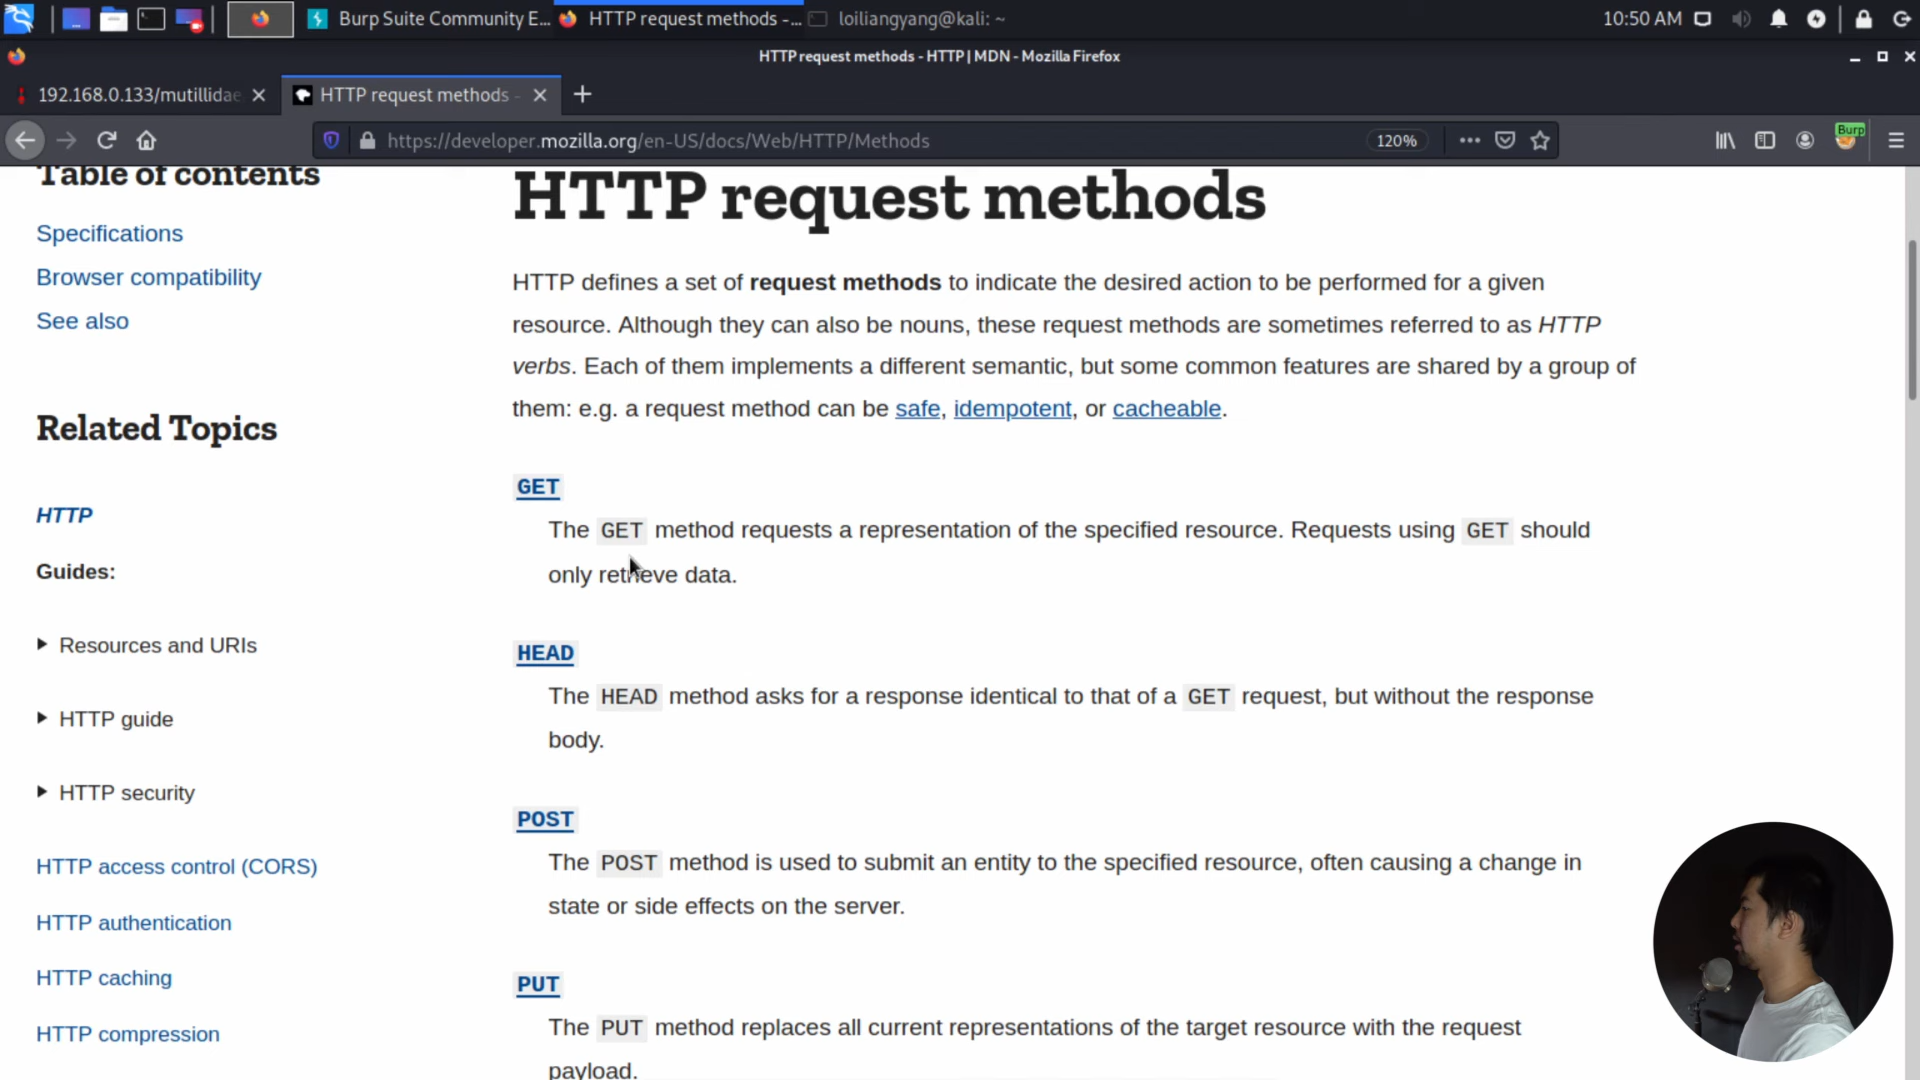 Burp Suite Community E...
HTTP request methods -...
loiliangyang@kali: ~
10:50 AM
HTTP request methods - HTTP | MDN - Mozilla Firefox
192.168.0.133/mutillidae
HTTP request methods -
https://developer.mozilla.org/en-US/docs/Web/HTTP/Methods
120%
Burp
Table of contents
Specifications
Browser compatibility
See also
Related Topics
HTTP
Guides:
Resources and URIs
HTTP guide
HTTP security
HTTP access control (CORS)
HTTP authentication
HTTP caching
HTTP compression
HTTP request methods
HTTP defines a set of request methods to indicate the desired action to be performed for a given
resource. Although they can also be nouns, these request methods are sometimes referred to as HTTP
verbs. Each of them implements a different semantic, but some common features are shared by a group of
them: e.g. a request method can be safe, idempotent, or cacheable.
GET
The GET method requests a representation of the specified resource. Requests using GET should
only retrieve data.
HEAD
The HEAD method asks for a response identical to that of a GET request, but without the response
body.
POST
The POST method is used to submit an entity to the specified resource, often causing a change in
state or side effects on the server.
PUT
The PUT method replaces all current representations of the target resource with the request
payload.